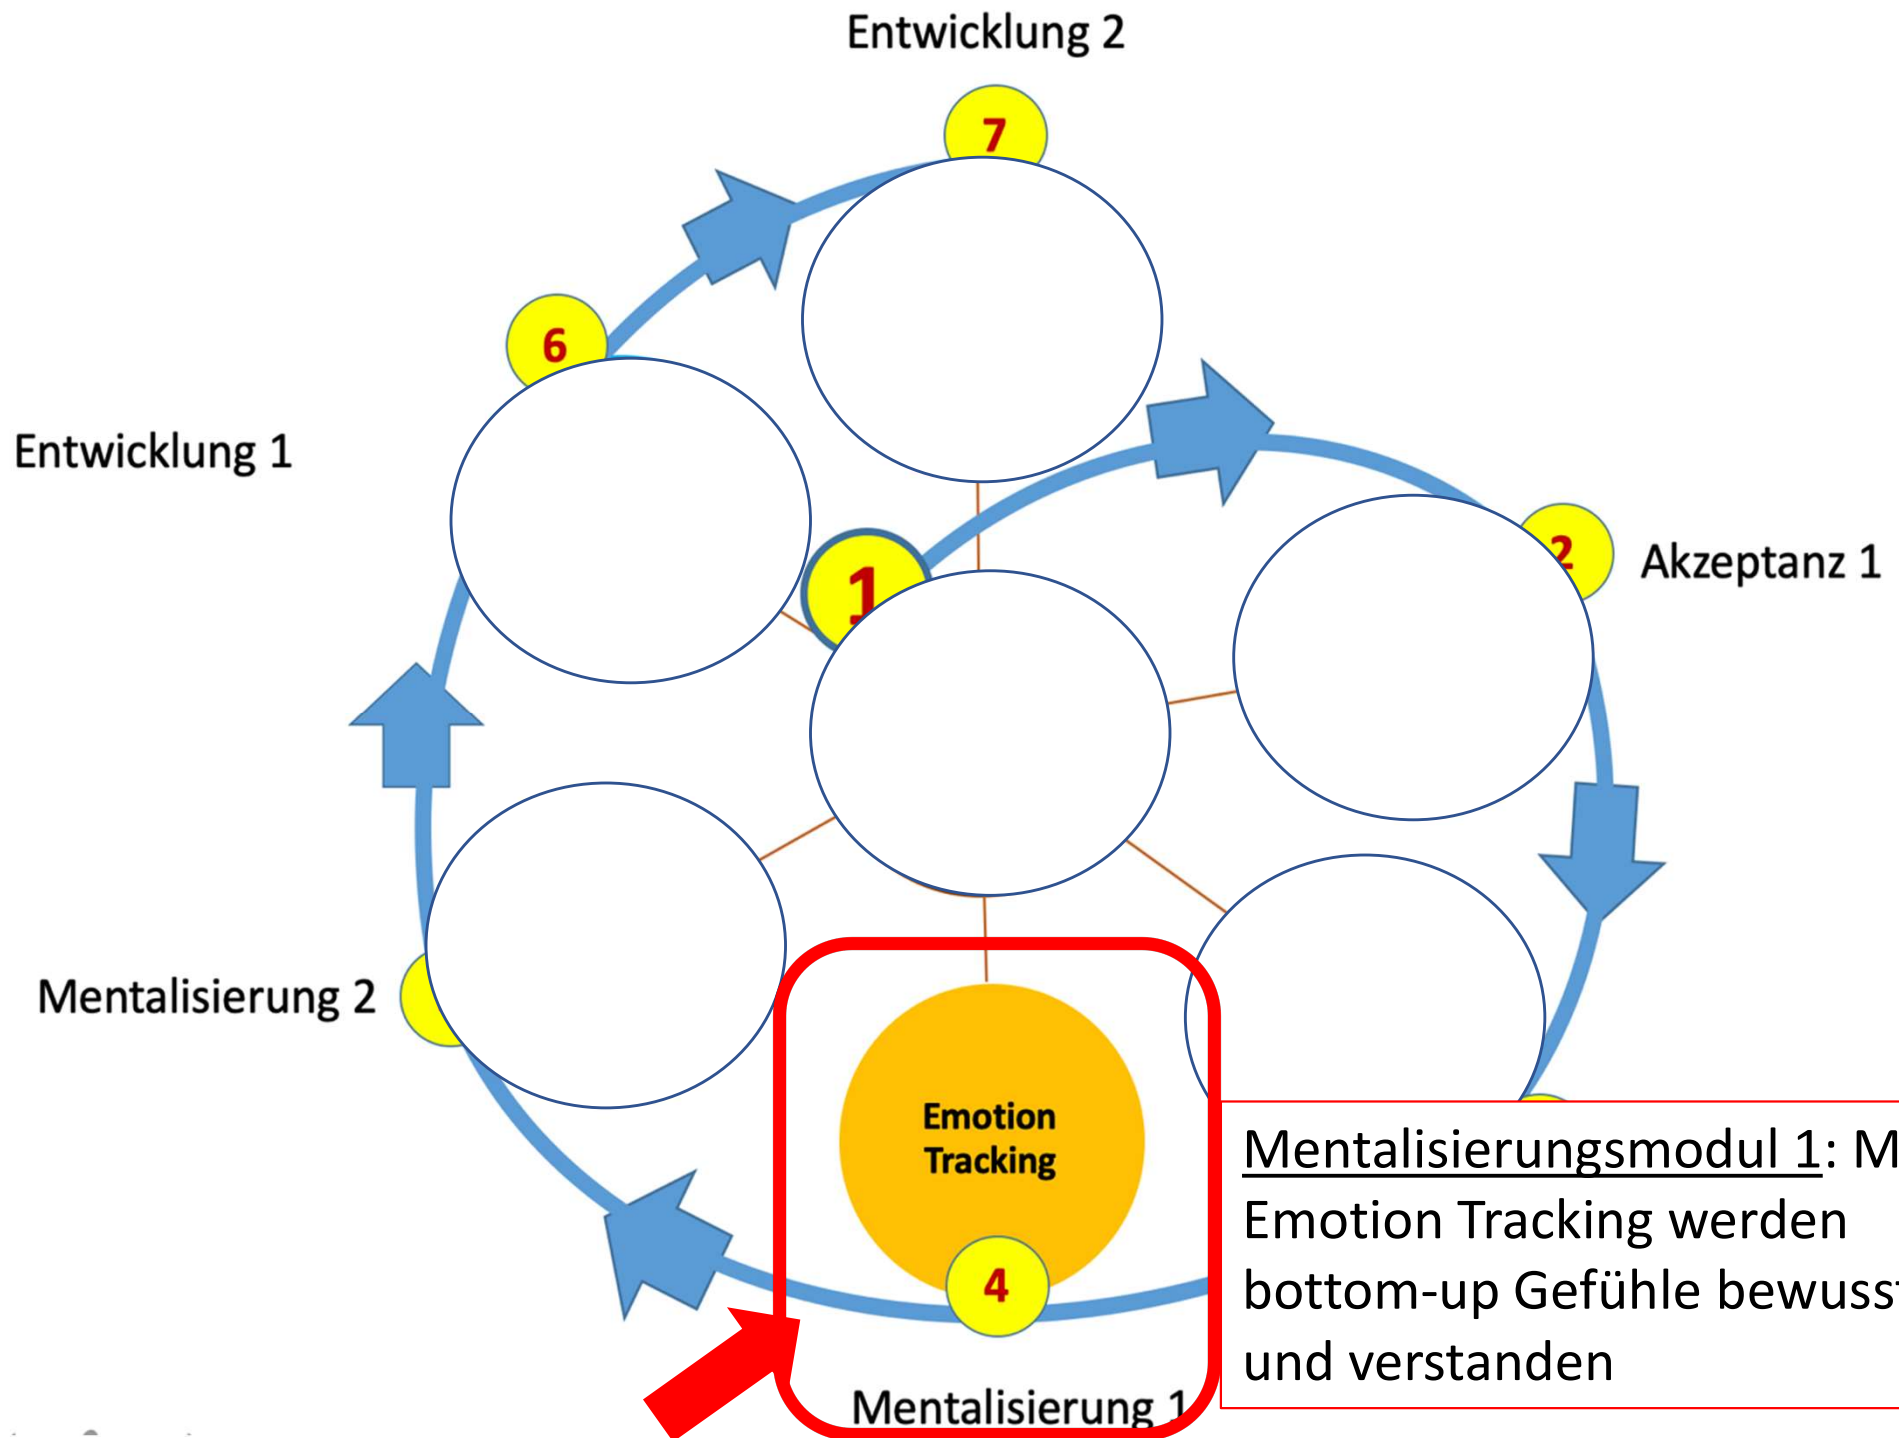 Entwicklung 2
7
6
Entwicklung 1
1
2
Akzeptanz 1
Mentalisierung 2
Emotion
Tracking
4
Mentalisierung 1
Mentalisierungsmodul 1: M
Emotion Tracking werden
bottom-up Gefühle bewusst
und verstanden